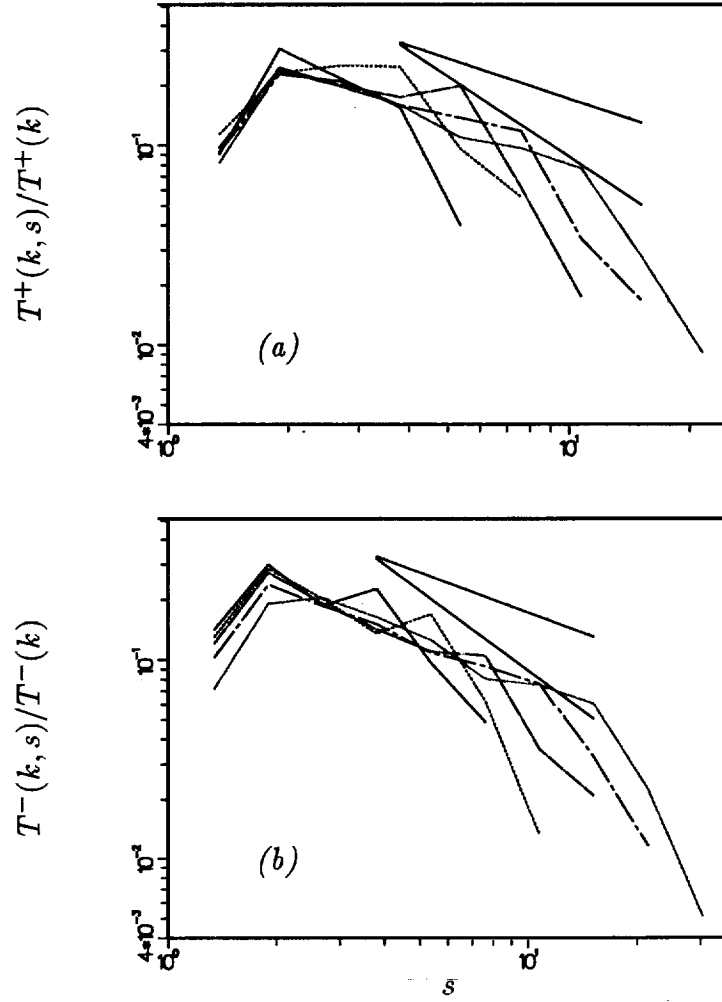 T⁺(k, s)/T⁺(k)
10⁻¹
10⁻²
4*10⁻³
(a)
10⁰
10¹
T⁻(k, s)/T⁻(k)
10⁻¹
10⁻²
4*10⁻³
(b)
10⁰
10¹
s